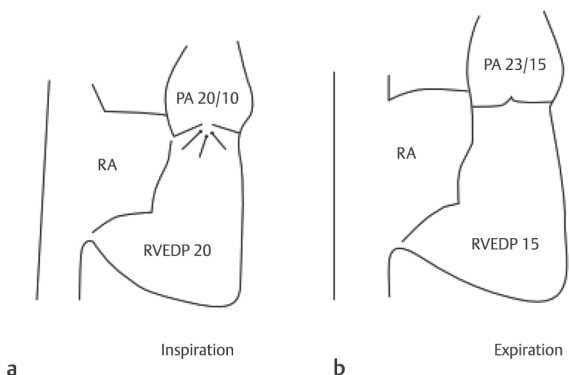 PA 20/10
RA
RVEDP 20
Inspiration
a
PA 23/15
RA
RVEDP 15
Expiration
b